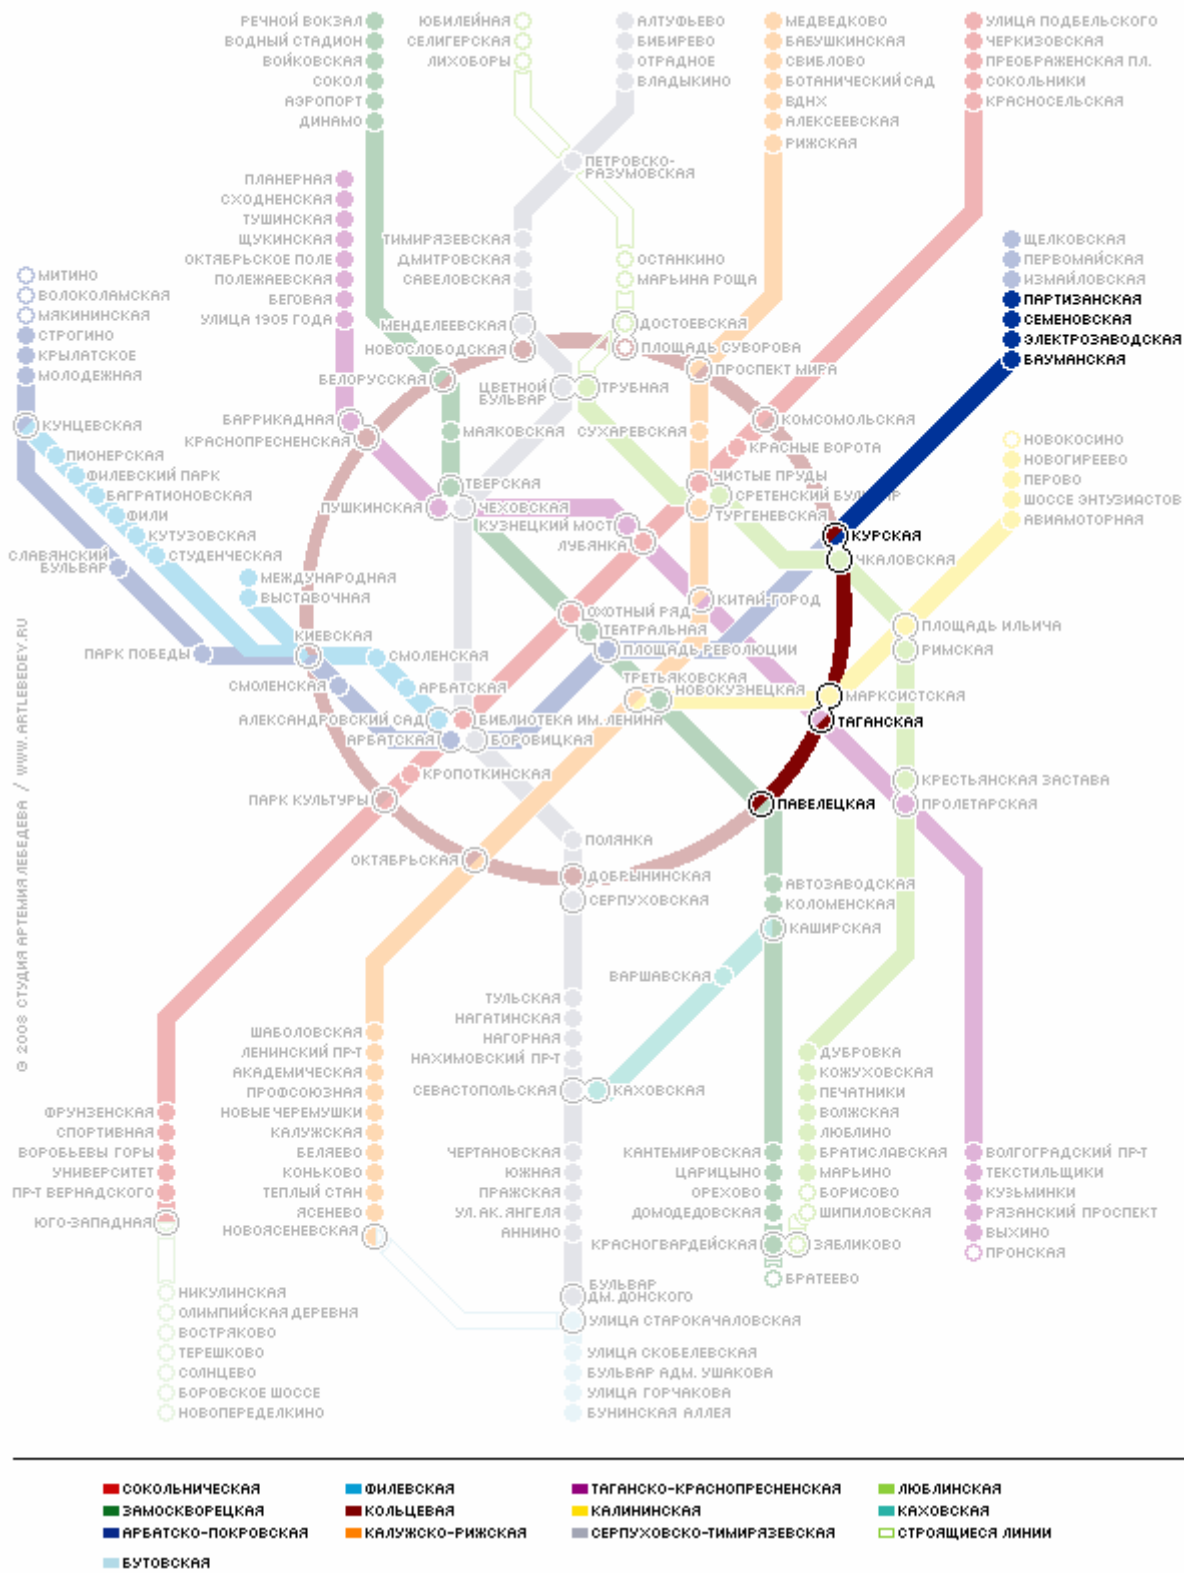 РЕЧНОЙ ВОКЗАЛ
ВОДНЫЙ СТАДИОН
ВОЙКОВСКАЯ
СОКОЛ
АЭРОПОРТ
ДИНАМО
ЮБИЛЕЙНАЯ
СЕЛИГЕРСКАЯ
ЛИХОБОРЫ
АЛТУФЬЕВО
БИБИРЕВО
ОТРАДНОЕ
ВЛАДЫКИНО
МЕДВЕДКОВО
БАБУШКИНСКАЯ
СВИБЛОВО
БОТАНИЧЕСКИЙ САД
ВДНХ
АЛЕКСЕЕВСКАЯ
РИЖСКАЯ
УЛИЦА ПОДБЕЛЬСКОГО
ЧЕРКИЗОВСКАЯ
ПРЕОБРАЖЕНСКАЯ ПЛ.
СОКОЛЬНИКИ
КРАСНОСЕЛЬСКАЯ
ПЕТРОВСКО-
РАЗУМОВСКАЯ
ПЛАНЕРНАЯ
СХОДНЕНСКАЯ
ТУШИНСКАЯ
ЩУКИНСКАЯ
ОКТЯБРЬСКОЕ ПОЛЕ
ПОЛЕЖАЕВСКАЯ
БЕГОВАЯ
УЛИЦА 1905 ГОДА
ТИМИРЯЗЕВСКАЯ
ДМИТРОВСКАЯ
САВЕЛОВСКАЯ
ОСТАНКИНО
МАРЬИНА РОЩА
ЩЕЛКОВСКАЯ
ПЕРВОМАЙСКАЯ
ИЗМАЙЛОВСКАЯ
ПАРТИЗАНСКАЯ
СЕМЕНОВСКАЯ
ЭЛЕКТРОЗАВОДСКАЯ
БАУМАНСКАЯ
МИТИНО
ВОЛОКОЛАМСКАЯ
МЯКИНИНСКАЯ
СТРОГИНО
КРЫЛАТСКОЕ
МОЛОДЕЖНАЯ
МЕНДЕЛЕЕВСКАЯ
НОВОСЛОБОДСКАЯ
ДОСТОЕВСКАЯ
ПЛОЩАДЬ СУВОРОВА
БЕЛОРУССКАЯ
ЦВЕТНОЙ
БУЛЬВАР
ТРУБНАЯ
ПРОСПЕКТ МИРА
БАРРИКАДНАЯ
КРАСНОПРЕСНЕНСКАЯ
МАЯКОВСКАЯ
СУХАРЕВСКАЯ
КОМСОМОЛЬСКАЯ
КРАСНЫЕ ВОРОТА
КУНЦЕВСКАЯ
ПИОНЕРСКАЯ
ФИЛЕВСКИЙ ПАРК
БАГРАТИОНОВСКАЯ
ФИЛИ
КУТУЗОВСКАЯ
СТУДЕНЧЕСКАЯ
НОВОКОСИНО
НОВОГИРЕЕВО
ПЕРОВО
ШОССЕ ЭНТУЗИАСТОВ
АВИАМОТОРНАЯ
ТВЕРСКАЯ
ПУШКИНСКАЯ
ЧЕХОВСКАЯ
КУЗНЕЦКИЙ МОСТ
ЛУБЯНКА
ЧИСТЫЕ ПРУДЫ
СРЕТЕНСКИЙ БУЛЬВАР
ТУРГЕНЕВСКАЯ
КУРСКАЯ
ЧКАЛОВСКАЯ
СЛАВЯНСКИЙ
БУЛЬВАР
МЕЖДУНАРОДНАЯ
ВЫСТАВОЧНАЯ
КИЕВСКАЯ
ПАРК ПОБЕДЫ
СМОЛЕНСКАЯ
СМОЛЕНСКАЯ
АРБАТСКАЯ
ОХОТНЫЙ РЯД
ТЕАТРАЛЬНАЯ
ПЛОЩАДЬ РЕВОЛЮЦИИ
КИТАЙ-ГОРОД
ПЛОЩАДЬ ИЛЬИЧА
РИМСКАЯ
ТРЕТЬЯКОВСКАЯ
НОВОКУЗНЕЦКАЯ
МАРКСИСТСКАЯ
ТАГАНСКАЯ
АЛЕКСАНДРОВСКИЙ САД
БИБЛИОТЕКА ИМ. ЛЕНИНА
АРБАТСКАЯ
БОРОВИЦКАЯ
КРОПОТКИНСКАЯ
ПАРК КУЛЬТУРЫ
КРЕСТЬЯНСКАЯ ЗАСТАВА
ПРОЛЕТАРСКАЯ
ПАВЕЛЕЦКАЯ
ПОЛЯНКА
ОКТЯБРЬСКАЯ
ДОБРЫНИНСКАЯ
СЕРПУХОВСКАЯ
АВТОЗАВОДСКАЯ
КОЛОМЕНСКАЯ
КАШИРСКАЯ
ВАРШАВСКАЯ
ТУЛЬСКАЯ
НАГАТИНСКАЯ
НАГОРНАЯ
НАХИМОВСКИЙ ПР-Т
СЕВАСТОПОЛЬСКАЯ
КАХОВСКАЯ
ШАБОЛОВСКАЯ
ЛЕНИНСКИЙ ПР-Т
АКАДЕМИЧЕСКАЯ
ПРОФСОЮЗНАЯ
НОВЫЕ ЧЕРЕМУШКИ
КАЛУЖСКАЯ
БЕЛЯЕВО
КОНЬКОВО
ТЕПЛЫЙ СТАН
ЯСЕНЕВО
НОВОЯСЕНЕВСКАЯ
ФРУНЗЕНСКАЯ
СПОРТИВНАЯ
ВОРОБЬЕВЫ ГОРЫ
УНИВЕРСИТЕТ
ПР-Т ВЕРНАДСКОГО
ЮГО-ЗАПАДНАЯ
ЧЕРТАНОВСКАЯ
ЮЖНАЯ
ПРАЖСКАЯ
УЛ. АК. ЯНГЕЛЯ
АННИНО
БУЛЬВАР
ДМ. ДОНСКОГО
УЛИЦА СТАРОКАЧАЛОВСКАЯ
УЛИЦА СКОБЕЛЕВСКАЯ
БУЛЬВАР АДМ. УШАКОВА
УЛИЦА ГОРЧАКОВА
БУНИНСКАЯ АЛЛЕЯ
КАНТЕМИРОВСКАЯ
ЦАРИЦЫНО
ОРЕХОВО
ДОМОДЕДОВСКАЯ
КРАСНОГВАРДЕЙСКАЯ
БРАТЕЕВО
ДУБРОВКА
КОЖУХОВСКАЯ
ПЕЧАТНИКИ
ВОЛЖСКАЯ
ЛЮБЛИНО
БРАТИСЛАВСКАЯ
МАРЬИНО
БОРИСОВО
ШИПИЛОВСКАЯ
ЗЯБЛИКОВО
ВОЛГОГРАДСКИЙ ПР-Т
ТЕКСТИЛЬЩИКИ
КУЗЬМИНКИ
РЯЗАНСКИЙ ПРОСПЕКТ
ВЫХИНО
ПРОНСКАЯ
НИКУЛИНСКАЯ
ОЛИМПИЙСКАЯ ДЕРЕВНЯ
ВОСТРЯКОВО
ТЕРЕШКОВО
СОЛНЦЕВО
БОРОВСКОЕ ШОССЕ
НОВОПЕРЕДЕЛКИНО
© 2008 СТУДИЯ АРТЕМИЯ ЛЕБЕДЕВА / WWW.ARTLEBEDEV.RU
СОКОЛЬНИЧЕСКАЯ
ЗАМОСКВОРЕЦКАЯ
АРБАТСКО-ПОКРОВСКАЯ
БУТОВСКАЯ
ФИЛЕВСКАЯ
КОЛЬЦЕВАЯ
КАЛУЖСКО-РИЖСКАЯ
ТАГАНСКО-КРАСНОПРЕСНЕНСКАЯ
КАЛИНИНСКАЯ
СЕРПУХОВСКО-ТИМИРЯЗЕВСКАЯ
ЛЮБЛИНСКАЯ
КАХОВСКАЯ
СТРОЯЩИЕСЯ ЛИНИИ